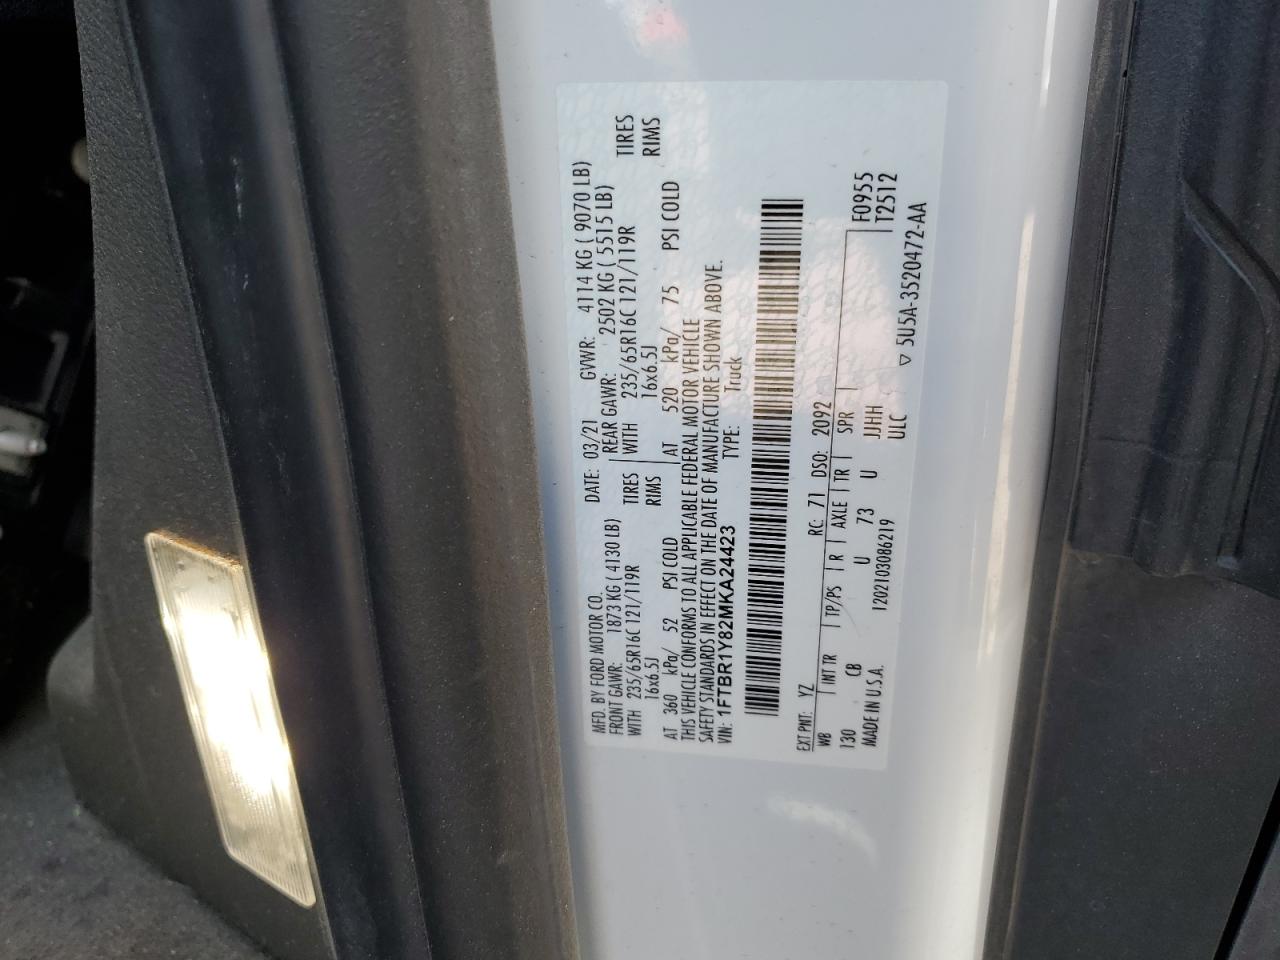 MFD. BY FORD MOTOR CO. DATE: 03/21 GVWR: 4114 KG ( 9070 LB)
FRONT GAWR: 1873 KG ( 4130 LB) REAR GAWR: 2502 KG ( 5515 LB)
WITH 235/65R16C 121/119R TIRES WITH 235/65R16C 121/119R TIRES
16x6.5J RIMS 16x6.5J RIMS
AT 360 kPa/ 52 PSI COLD AT 520 kPa/ 75 PSI COLD
THIS VEHICLE CONFORMS TO ALL APPLICABLE FEDERAL MOTOR VEHICLE
SAFETY STANDARDS IN EFFECT ON THE DATE OF MANUFACTURE SHOWN ABOVE.
VIN: 1FTBR1Y82MKA24423 TYPE: Truck
EXT PNT: YZ RC: 71 DSO: 2092
WB INT TR TP/PS R AXLE TR SPR F0955
130 CB U 73 U JJHH T2512
MADE IN U.S.A. 1202103086219 ULC
▽ 5U5A-3520472-AA